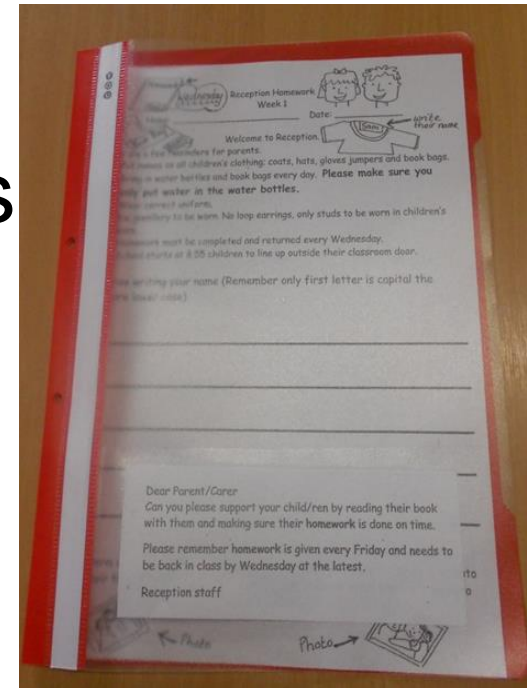 s
Wednesday
Reception Homework
Week 1
Date:
write
their name
Sam
Welcome to Reception.
a few reminders for parents.
names on all children's clothing: coats, hats, gloves jumpers and book bags.
in water bottles and book bags every day. Please make sure you
only put water in the water bottles.
correct uniform.
jewellery to be worn. No loop earrings, only studs to be worn in children's
must be completed and returned every Wednesday.
starts at 8:55 children to line up outside their classroom door.
writing your name (Remember only first letter is capital the
are lower case)
Dear Parent/Carer
Can you please support your child/ren by reading their book
with them and making sure their homework is done on time.
Please remember homework is given every Friday and needs to
be back in class by Wednesday at the latest.
Reception staff
Photo
Photo